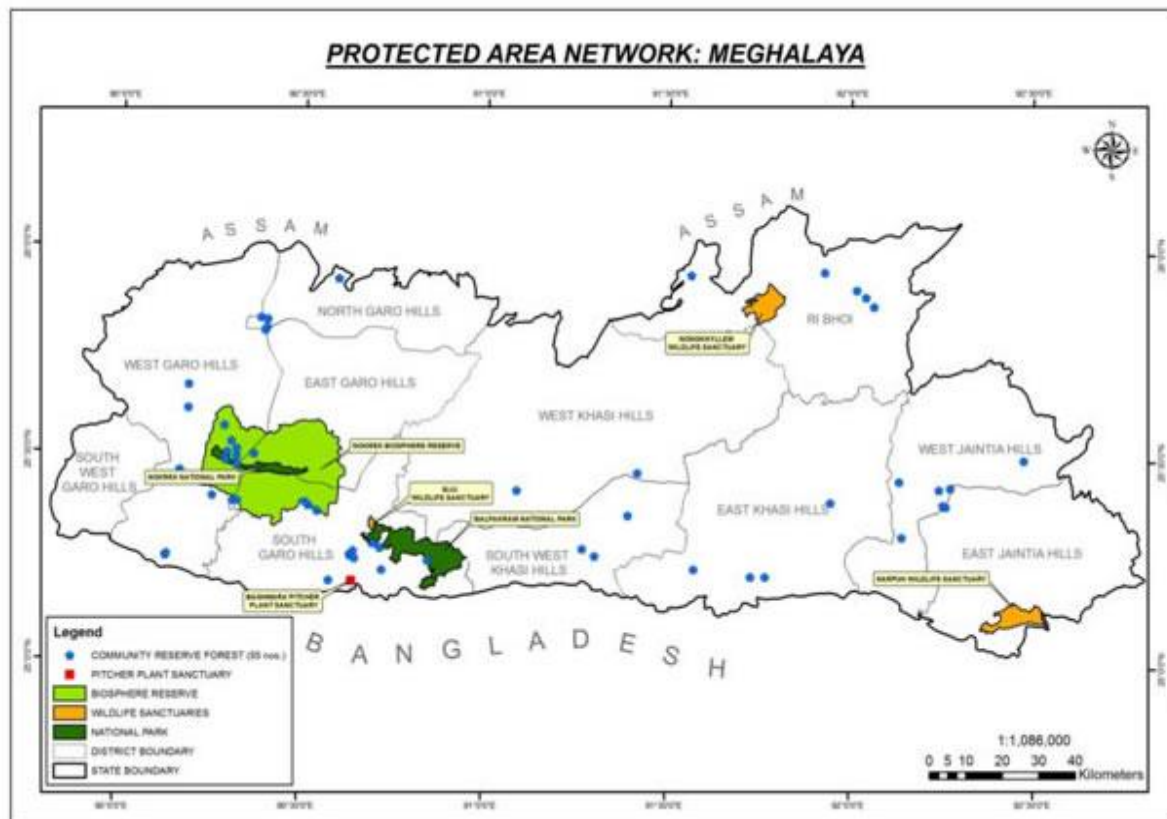 PROTECTED AREA NETWORK: MEGHALAYA
N
W
E
S
ASSAM
ASSAM
NORTH GARO HILLS
RI BHOI
NONGKHYLLEM
WILDLIFE SANCTUARY
WEST GARO HILLS
EAST GARO HILLS
WEST KHASI HILLS
NOKREK BIOSPHERE RESERVE
WEST JAINTIA HILLS
SOUTH
WEST
GARO HILLS
NOKREK NATIONAL PARK
SIJU
WILDLIFE SANCTUARY
BALPAKRAM NATIONAL PARK
EAST KHASI HILLS
SOUTH
GARO HILLS
SOUTH WEST
KHASI HILLS
EAST JAINTIA HILLS
NARPUH WILDLIFE SANCTUARY
BAGHMARA PITCHER
PLANT SANCTUARY
BANGLADESH
Legend
COMMUNITY RESERVE FOREST (55 nos.)
PITCHER PLANT SANCTUARY
BIOSPHERE RESERVE
WILDLIFE SANCTUARIES
NATIONAL PARK
DISTRICT BOUNDARY
STATE BOUNDARY
1:1,086,000
0 5 10 20 30 40
Kilometers